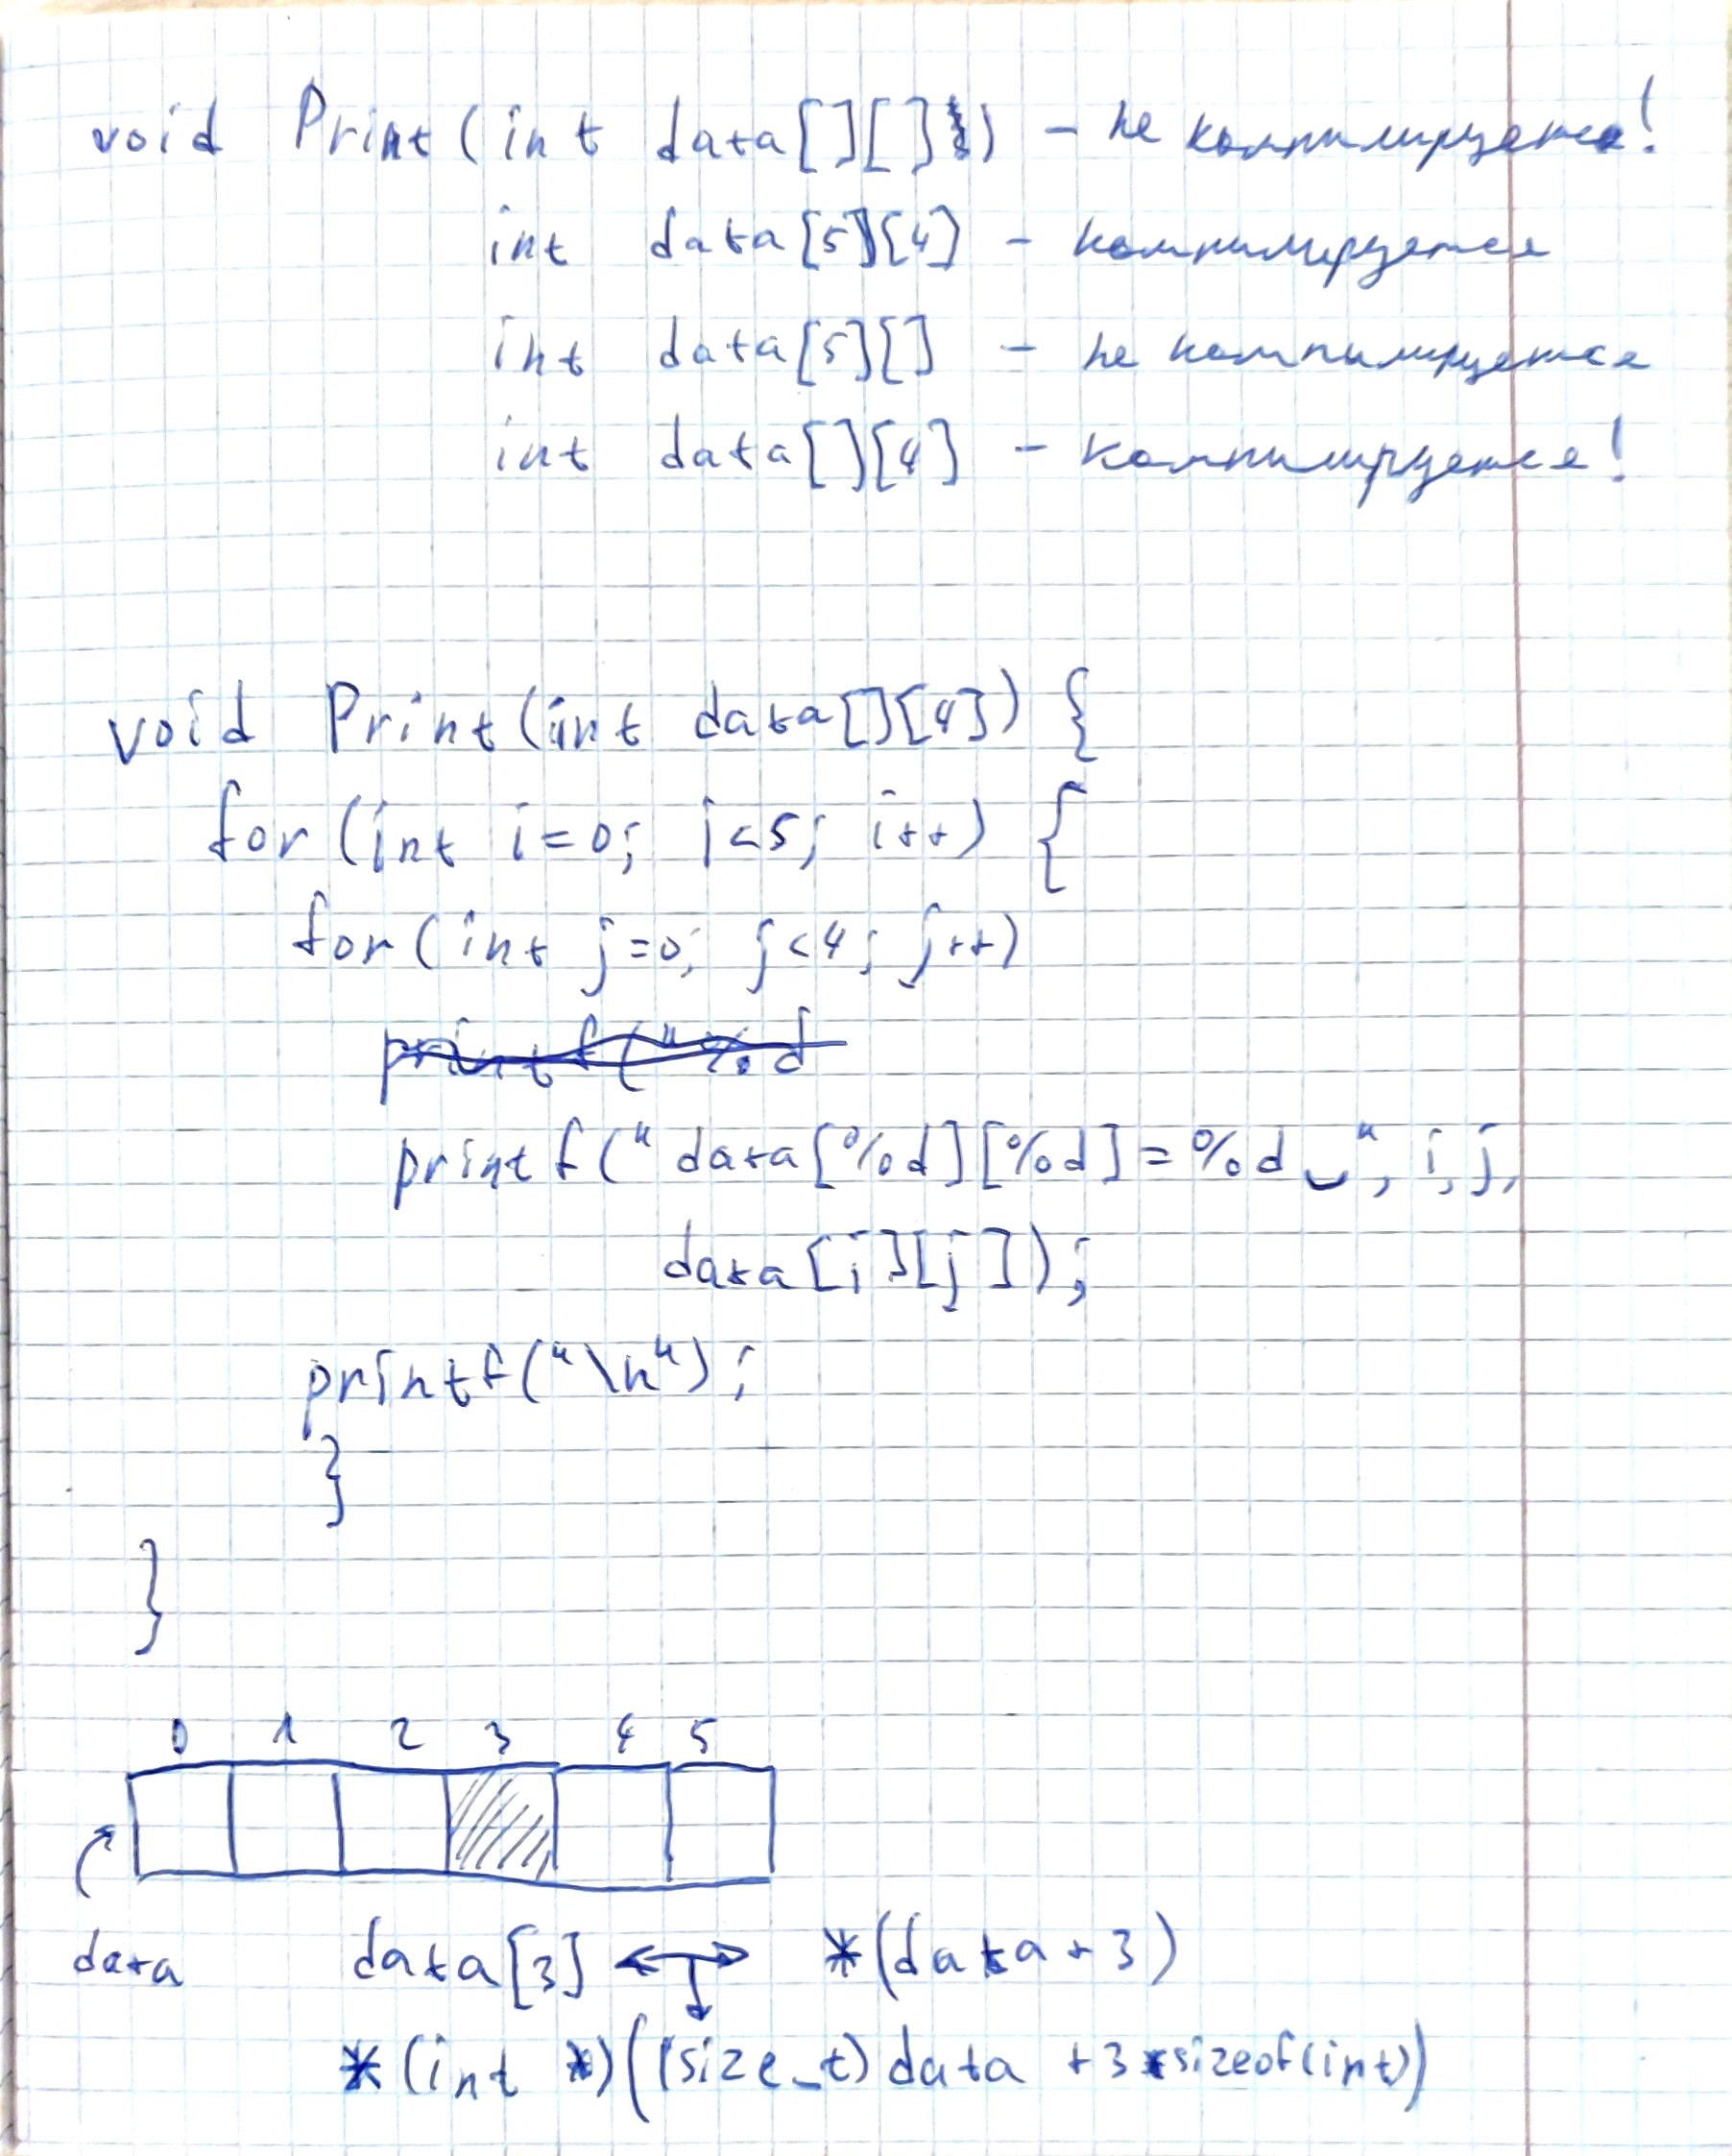 void Print(int data[][]) - не компилируется!
int data[5][4] - компилируется
int data[5][] - не компилируется
int data[][4] - компилируется!
void Print(int data[][4]) {
for (int i=0; i<5; i++) {
for (int j=0; j<4; j++)
printf("%d
printf("data[%d][%d]=%d ", i,j,
data[i][j]);
printf("\n");
}
}
0 1 2 3 4 5
data data[3] ↔ *(data+3)
*(int *)((size_t) data +3*sizeof(int))